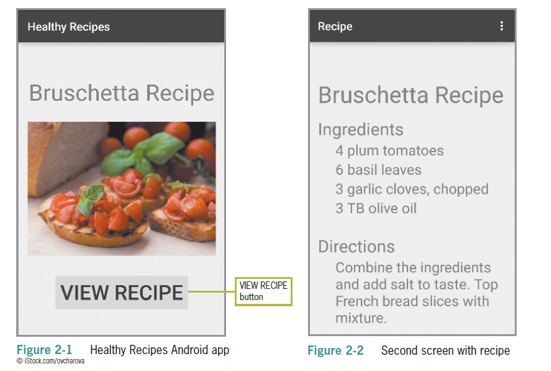 Healthy Recipes
Bruschetta Recipe
VIEW RECIPE
VIEW RECIPE
button
Figure 2-1 Healthy Recipes Android app
© iStock.com/ovcharova
Recipe
Bruschetta Recipe
Ingredients
4 plum tomatoes
6 basil leaves
3 garlic cloves, chopped
3 TB olive oil
Directions
Combine the ingredients
and add salt to taste. Top
French bread slices with
mixture.
Figure 2-2 Second screen with recipe